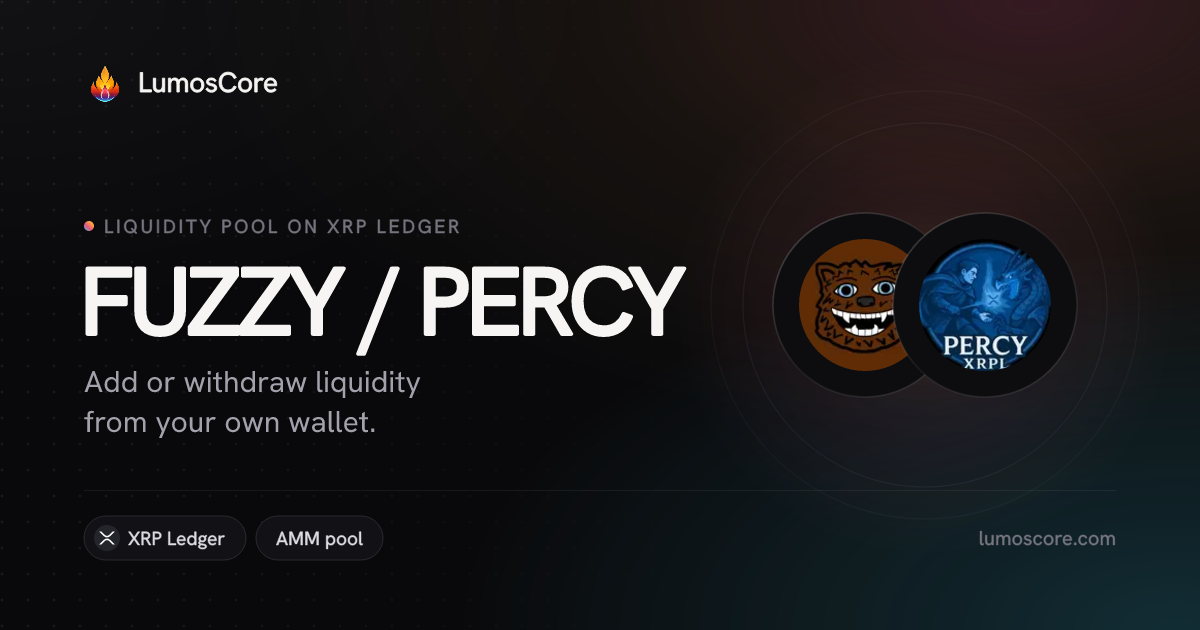 LumosCore
LIQUIDITY POOL ON XRP LEDGER
FUZZY / PERCY
Add or withdraw liquidity
from your own wallet.
PERCY
XRPL
XRP Ledger
AMM pool
lumoscore.com